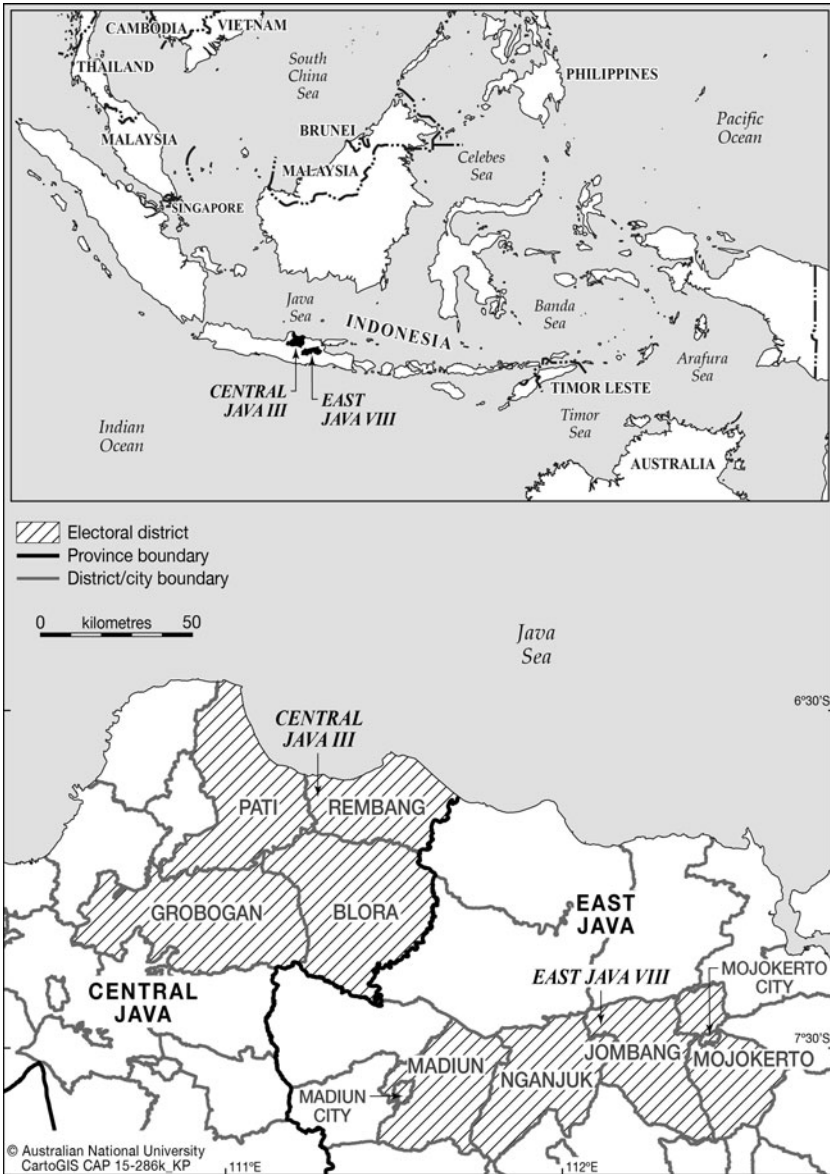 CAMBODIA
VIETNAM
THAILAND
South
China
Sea
PHILIPPINES
Pacific
Ocean
MALAYSIA
BRUNEI
MALAYSIA
Celebes
Sea
SINGAPORE
Java
Sea
INDONESIA
Banda
Sea
Arafura
Sea
CENTRAL
JAVA III
EAST
JAVA VIII
TIMOR LESTE
Timor
Sea
Indian
Ocean
AUSTRALIA
Electoral district
Province boundary
District/city boundary
0 kilometres 50
Java
Sea
6°30'S
CENTRAL
JAVA III
PATI
REMBANG
GROBOGAN
BLORA
EAST
JAVA
CENTRAL
JAVA
EAST JAVA VIII
MOJOKERTO
CITY
7°30'S
MADIUN
NGANJUK
JOMBANG
MOJOKERTO
MADIUN
CITY
© Australian National University
CartoGIS CAP 15-286k_KP
111°E
112°E